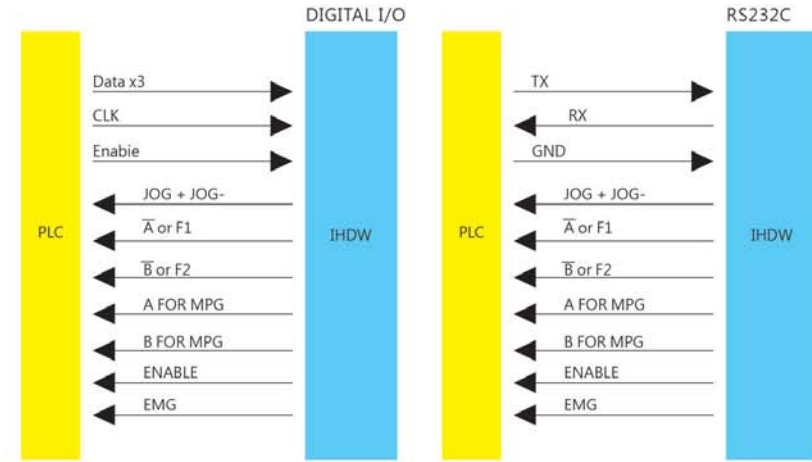 DIGITAL I/O
Data x3
CLK
Enabie
JOG + JOG-
A̅ or F1
B̅ or F2
A FOR MPG
B FOR MPG
ENABLE
EMG
PLC
IHDW
RS232C
TX
RX
GND
JOG + JOG-
A̅ or F1
B̅ or F2
A FOR MPG
B FOR MPG
ENABLE
EMG
PLC
IHDW